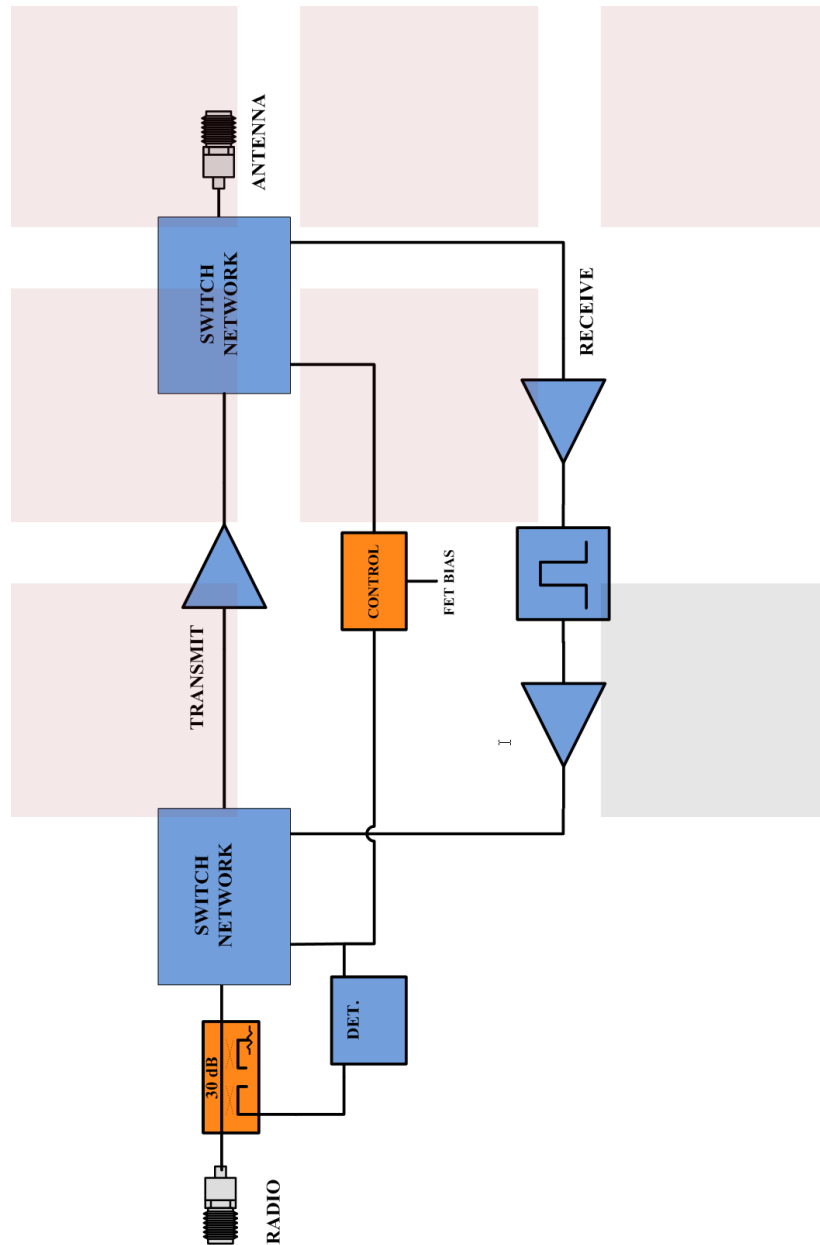 RADIO
30 dB
DET.
SWITCH
NETWORK
TRANSMIT
CONTROL
FET BIAS
SWITCH
NETWORK
RECEIVE
ANTENNA